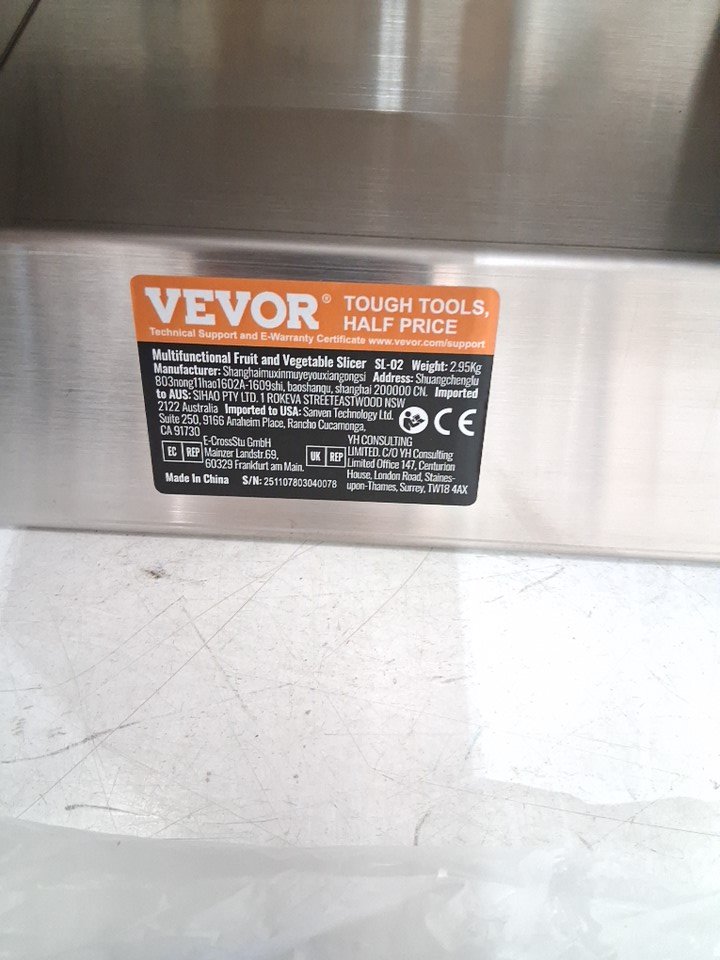 VEVOR® TOUGH TOOLS,
HALF PRICE
Technical Support and E-Warranty Certificate www.vevor.com/support
Multifunctional Fruit and Vegetable Slicer SL-02 Weight: 2.95Kg
Manufacturer: Shanghaimuxinmuyeyouxiangongsi Address: Shuangchenglu
803nong11hao1602A-1609shi, baoshanqu, shanghai 200000 CN. Imported
to AUS: SIHAO PTY LTD. 1 ROKEVA STREETEASTWOOD NSW
2122 Australia Imported to USA: Sanven Technology Ltd.
Suite 250, 9166 Anaheim Place, Rancho Cucamonga,
CA 91730
CE
EC REP
E-CrossStu GmbH
Mainzer Landstr.69,
60329 Frankfurt am Main.
UK REP
YH CONSULTING
LIMITED. C/O YH Consulting
Limited Office 147, Centurion
House, London Road, Staines-
upon-Thames, Surrey, TW18 4AX
Made In China S/N: 251107803040078